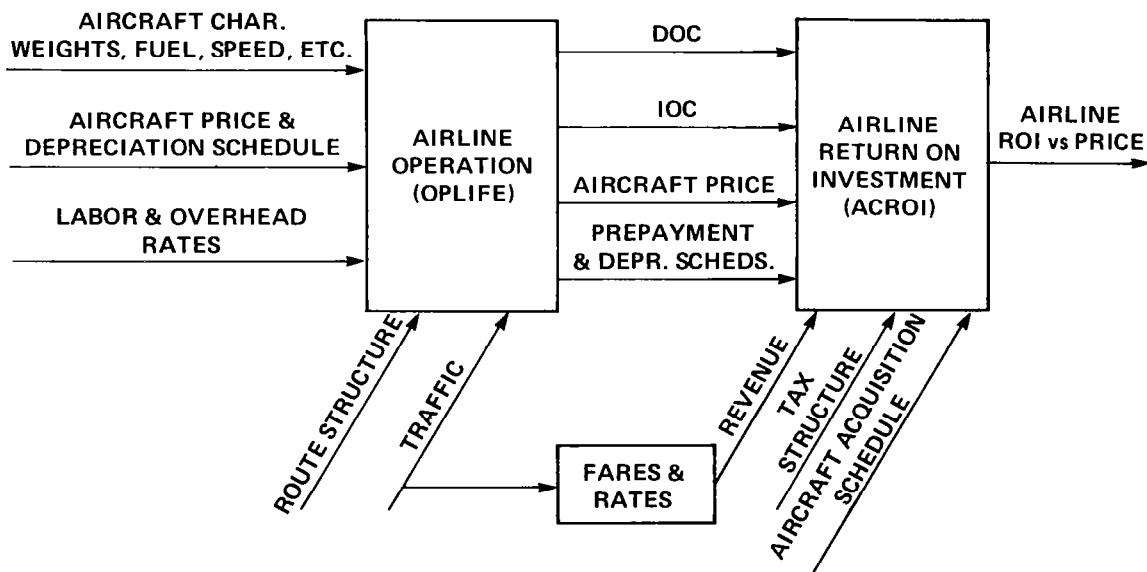 AIRCRAFT CHAR.
WEIGHTS, FUEL, SPEED, ETC.
AIRCRAFT PRICE &
DEPRECIATION SCHEDULE
LABOR & OVERHEAD
RATES
AIRLINE
OPERATION
(OPLIFE)
DOC
IOC
AIRCRAFT PRICE
PREPAYMENT
& DEPR. SCHEDS.
AIRLINE
RETURN ON
INVESTMENT
(ACROI)
AIRLINE
ROI vs PRICE
ROUTE STRUCTURE
TRAFFIC
FARES &
RATES
REVENUE
TAX
STRUCTURE
AIRCRAFT ACQUISITION
SCHEDULE